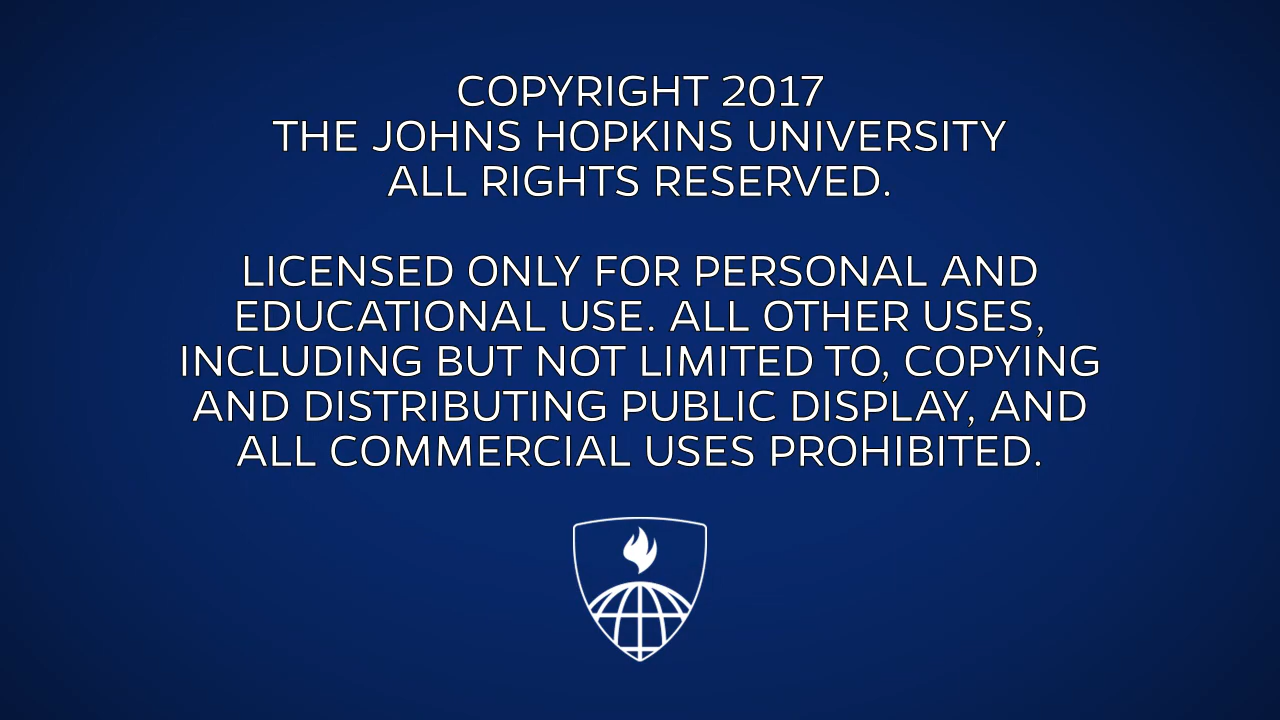 COPYRIGHT 2017
THE JOHNS HOPKINS UNIVERSITY
ALL RIGHTS RESERVED.
LICENSED ONLY FOR PERSONAL AND
EDUCATIONAL USE. ALL OTHER USES,
INCLUDING BUT NOT LIMITED TO, COPYING
AND DISTRIBUTING PUBLIC DISPLAY, AND
ALL COMMERCIAL USES PROHIBITED.